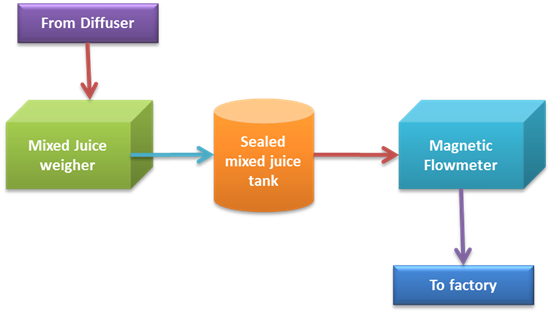 From Diffuser
Mixed Juice
weigher
Sealed
mixed juice
tank
Magnetic
Flowmeter
To factory